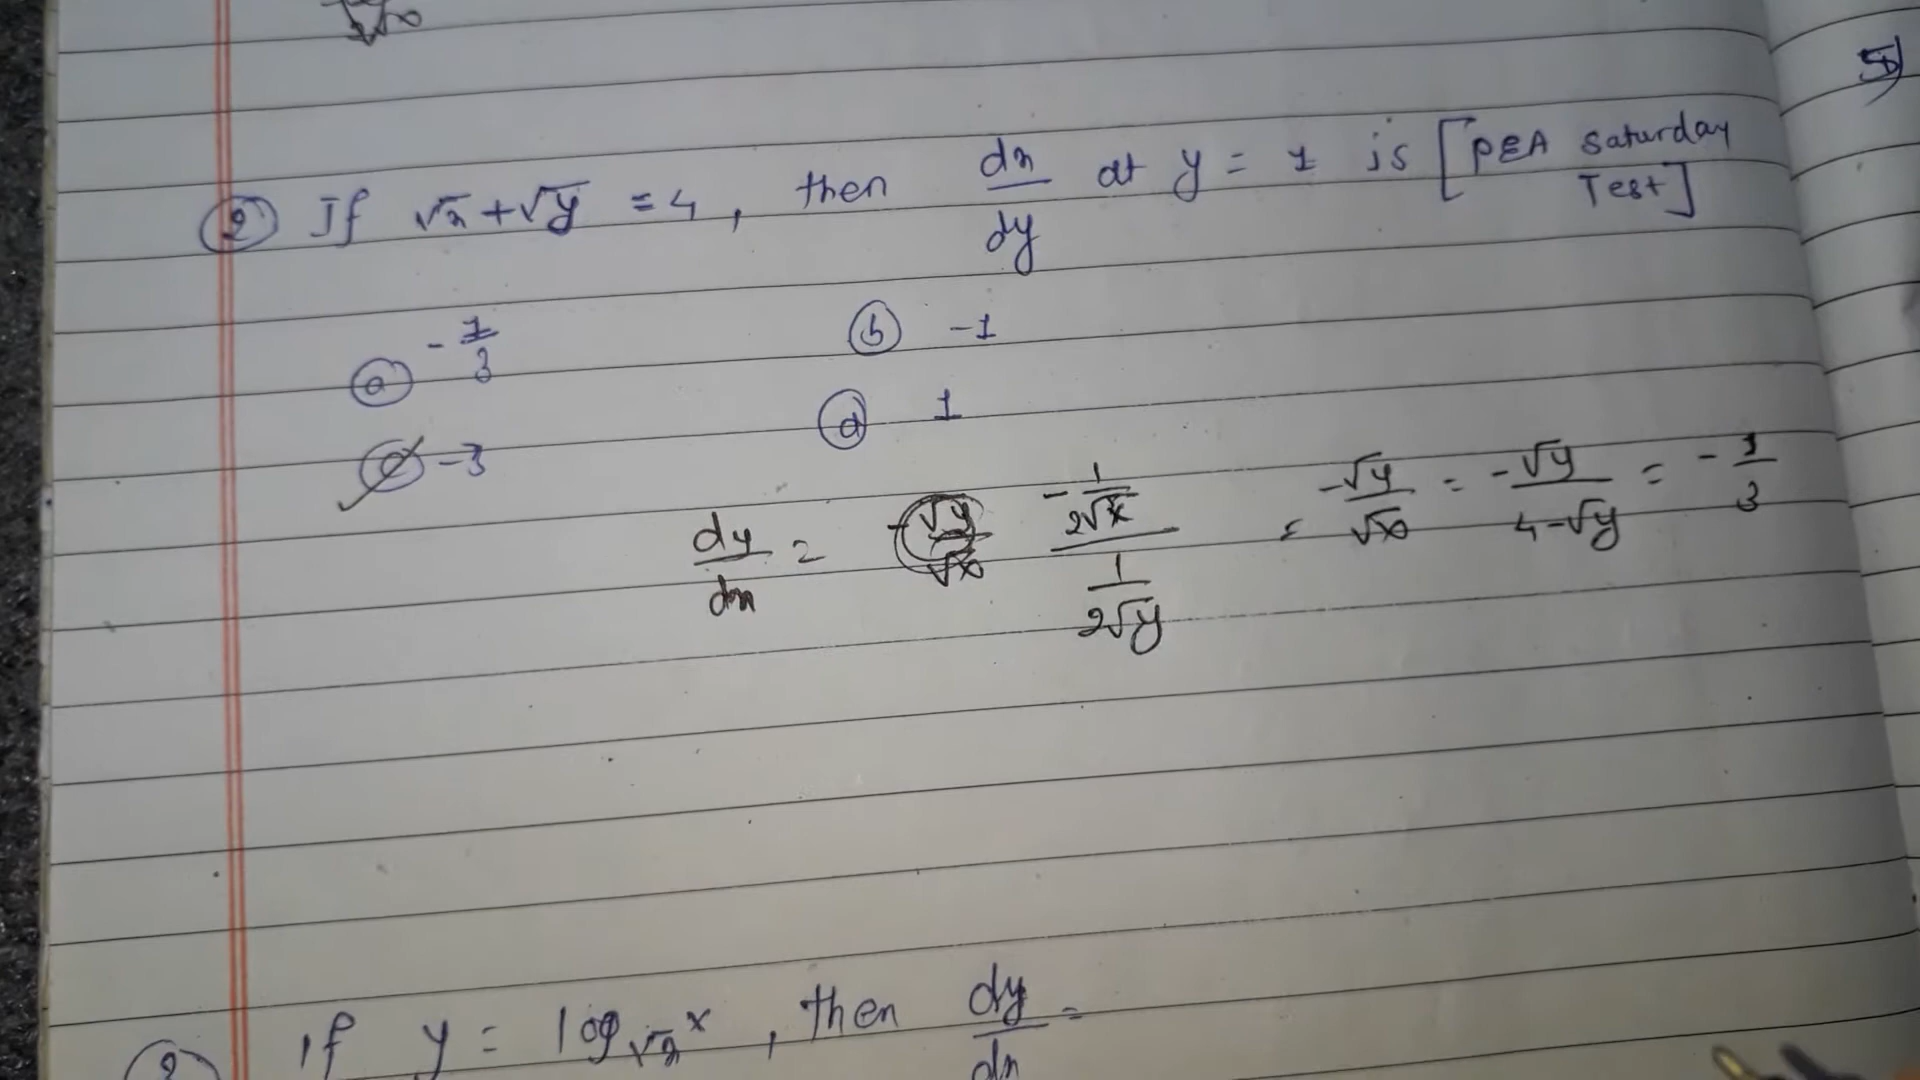 √x
5)
② If √x + √y = 4, then dx/dy at y = 1 is [PEA Saturday Test]
ⓐ -1/3 ⓑ -1
ⓒ -3 ⓓ 1
dy/dx = -√y/√x (-1/(2√x))/(1/(2√y)) = -√y/√x = -√y/(4-√y) = -1/3
If y = log_√x x, then dy/dx =